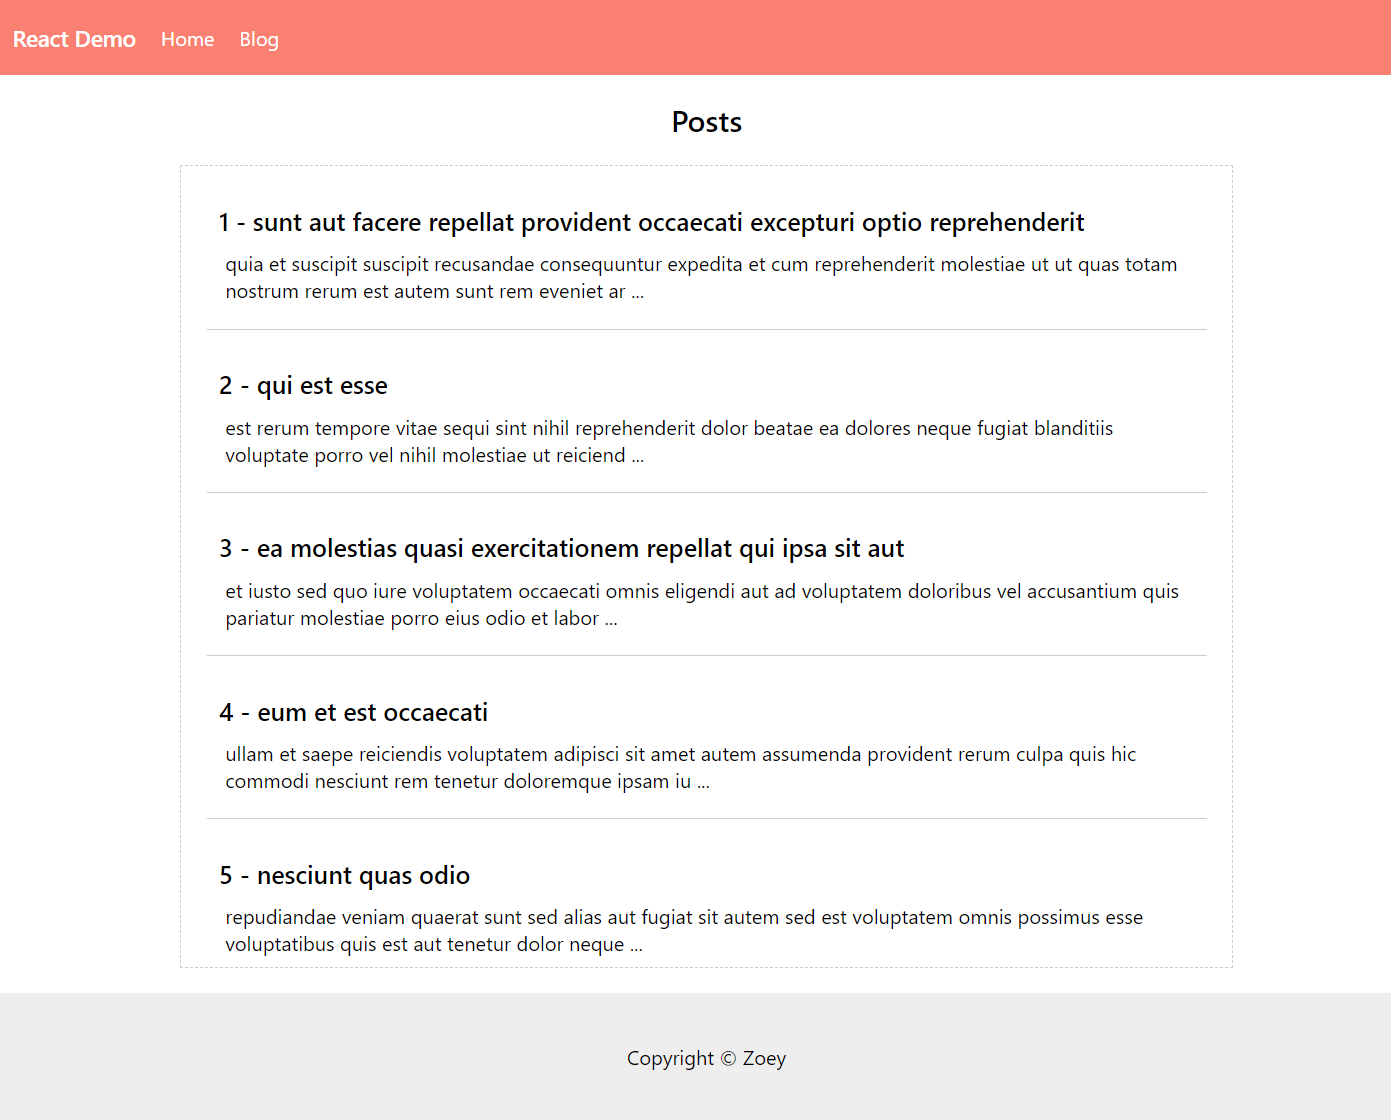 React Demo Home Blog
Posts
1 - sunt aut facere repellat provident occaecati excepturi optio reprehenderit
quia et suscipit suscipit recusandae consequuntur expedita et cum reprehenderit molestiae ut ut quas totam
nostrum rerum est autem sunt rem eveniet ar ...
2 - qui est esse
est rerum tempore vitae sequi sint nihil reprehenderit dolor beatae ea dolores neque fugiat blanditiis
voluptate porro vel nihil molestiae ut reiciend ...
3 - ea molestias quasi exercitationem repellat qui ipsa sit aut
et iusto sed quo iure voluptatem occaecati omnis eligendi aut ad voluptatem doloribus vel accusantium quis
pariatur molestiae porro eius odio et labor ...
4 - eum et est occaecati
ullam et saepe reiciendis voluptatem adipisci sit amet autem assumenda provident rerum culpa quis hic
commodi nesciunt rem tenetur doloremque ipsam iu ...
5 - nesciunt quas odio
repudiandae veniam quaerat sunt sed alias aut fugiat sit autem sed est voluptatem omnis possimus esse
voluptatibus quis est aut tenetur dolor neque ...
Copyright © Zoey